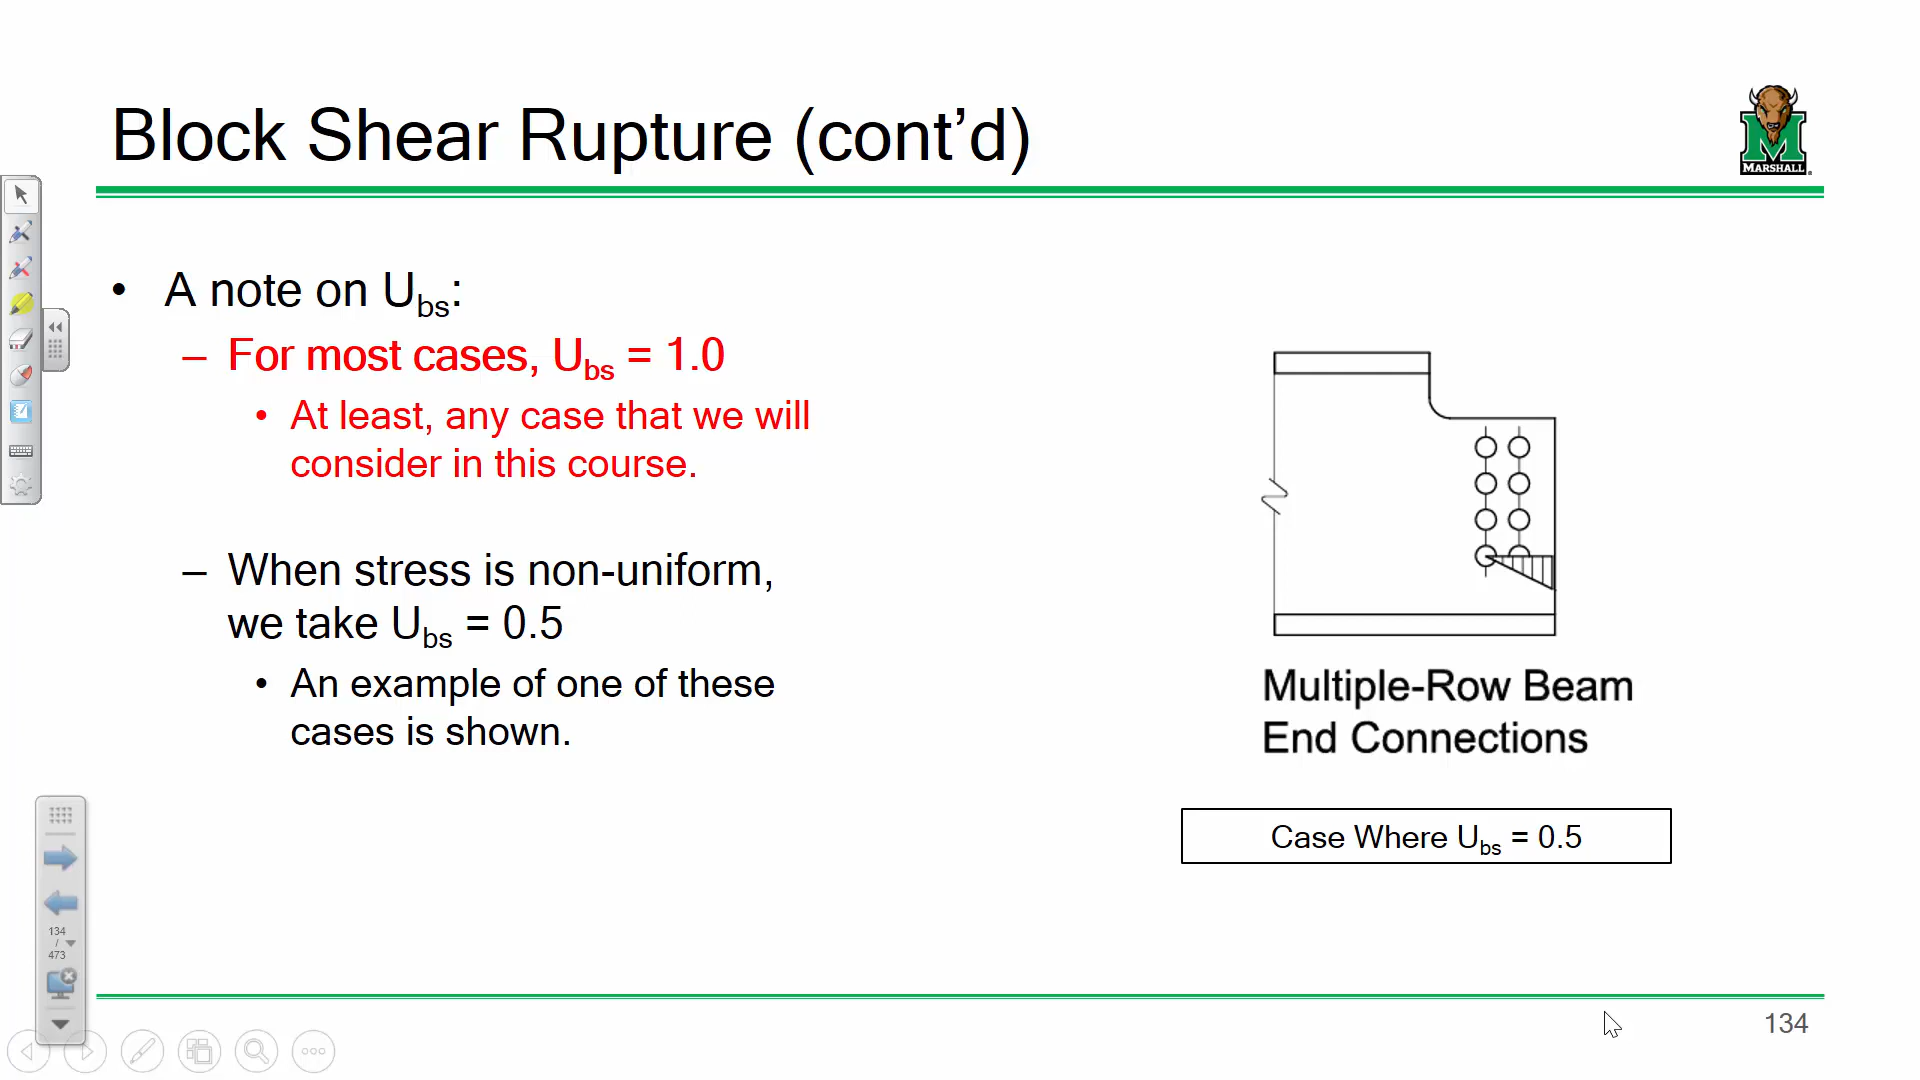 Block Shear Rupture (cont’d)
MARSHALL
• A note on Ubs:
– For most cases, Ubs = 1.0
• At least, any case that we will
consider in this course.
– When stress is non-uniform,
we take Ubs = 0.5
• An example of one of these
cases is shown.
Multiple-Row Beam
End Connections
Case Where Ubs = 0.5
134
/
473
134